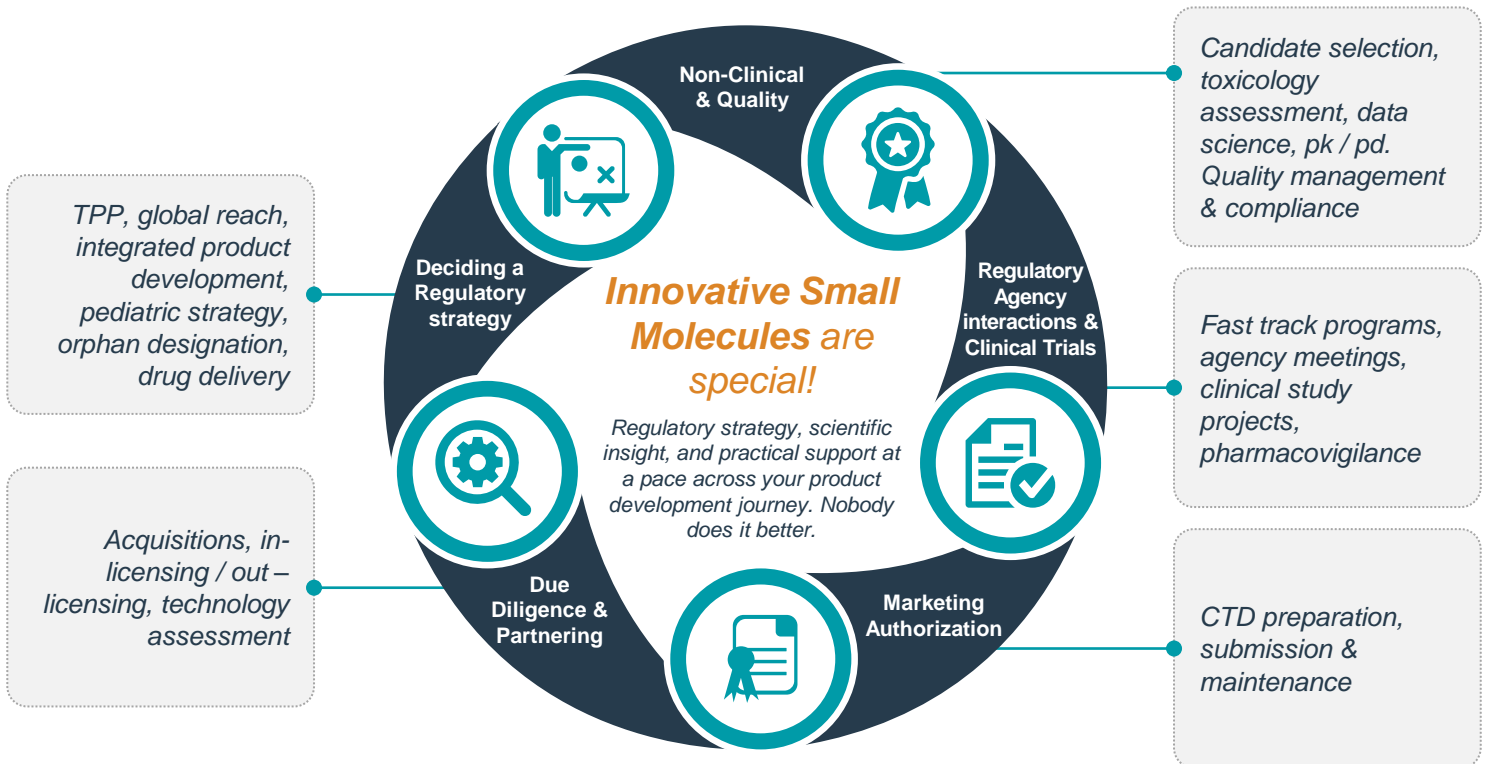 Non-Clinical
& Quality
Candidate selection,
toxicology
assessment, data
science, pk / pd.
Quality management
& compliance
TPP, global reach,
integrated product
development,
pediatric strategy,
orphan designation,
drug delivery
Deciding a
Regulatory
strategy
Innovative Small
Molecules are
special!
Regulatory strategy, scientific
insight, and practical support at
a pace across your product
development journey. Nobody
does it better.
Regulatory
Agency
interactions &
Clinical Trials
Fast track programs,
agency meetings,
clinical study
projects,
pharmacovigilance
Acquisitions, in-
licensing / out –
licensing, technology
assessment
Due
Diligence &
Partnering
Marketing
Authorization
CTD preparation,
submission &
maintenance